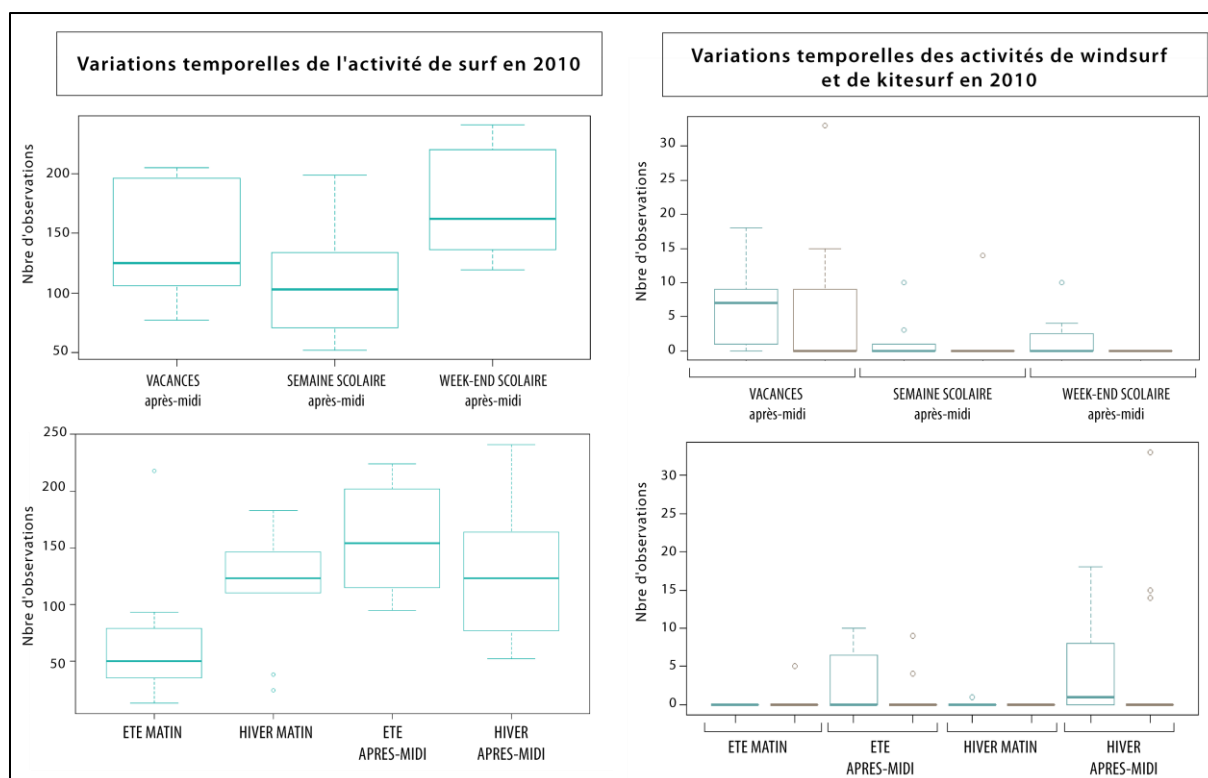 Variations temporelles de l'activité de surf en 2010
Nbre d'observations
200
150
100
50
VACANCES
après-midi
SEMAINE SCOLAIRE
après-midi
WEEK-END SCOLAIRE
après-midi
Nbre d'observations
250
200
150
100
50
ETE MATIN
HIVER MATIN
ETE
APRES-MIDI
HIVER
APRES-MIDI
Variations temporelles des activités de windsurf
et de kitesurf en 2010
Nbre d'observations
30
25
20
15
10
5
0
VACANCES
après-midi
SEMAINE SCOLAIRE
après-midi
WEEK-END SCOLAIRE
après-midi
Nbre d'observations
30
25
20
15
10
5
0
ETE MATIN
ETE
APRES-MIDI
HIVER MATIN
HIVER
APRES-MIDI